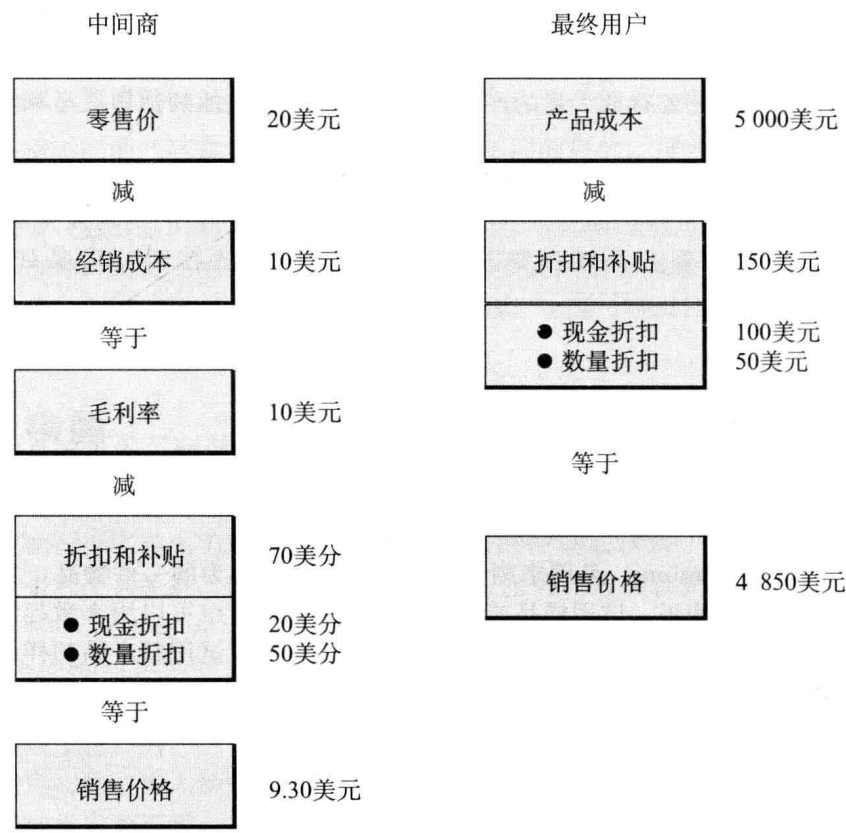 中间商
最终用户
零售价 20美元
产品成本 5 000美元
减
减
经销成本 10美元
折扣和补贴 150美元
等于
● 现金折扣 100美元
● 数量折扣 50美元
毛利率 10美元
等于
减
折扣和补贴 70美分
销售价格 4 850美元
● 现金折扣 20美分
● 数量折扣 50美分
等于
销售价格 9.30美元